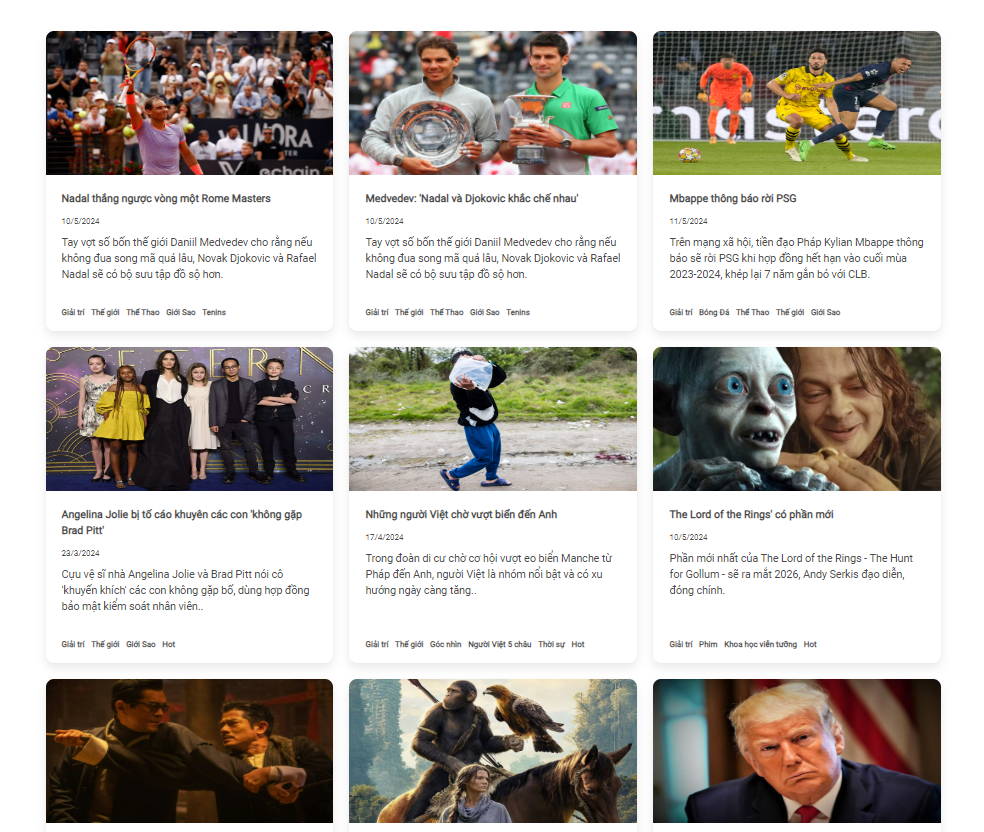 VALMORA
echain
Nadal thắng ngược vòng một Rome Masters
10/5/2024
Tay vợt số bốn thế giới Daniil Medvedev cho rằng nếu
không đua song mã quá lâu, Novak Djokovic và Rafael
Nadal sẽ có bộ sưu tập đồ sộ hơn.
Giải trí Thế giới Thể Thao Giới Sao Tenins
Medvedev: 'Nadal và Djokovic khắc chế nhau'
10/5/2024
Tay vợt số bốn thế giới Daniil Medvedev cho rằng nếu
không đua song mã quá lâu, Novak Djokovic và Rafael
Nadal sẽ có bộ sưu tập đồ sộ hơn.
Giải trí Thế giới Thể Thao Giới Sao Tenins
Mbappe thông báo rời PSG
11/5/2024
Trên mạng xã hội, tiền đạo Pháp Kylian Mbappe thông
báo sẽ rời PSG khi hợp đồng hết hạn vào cuối mùa
2023-2024, khép lại 7 năm gắn bó với CLB.
Giải trí Bóng Đá Thể Thao Thế giới Giới Sao
Angelina Jolie bị tố cáo khuyên các con 'không gặp
Brad Pitt'
23/3/2024
Cựu vệ sĩ nhà Angelina Jolie và Brad Pitt nói cô
'khuyến khích' các con không gặp bố, dùng hợp đồng
bảo mật kiểm soát nhân viên..
Giải trí Thế giới Giới Sao Hot
Những người Việt chờ vượt biển đến Anh
17/4/2024
Trong đoàn di cư chờ cơ hội vượt eo biển Manche từ
Pháp đến Anh, người Việt là nhóm nổi bật và có xu
hướng ngày càng tăng..
Giải trí Thế giới Góc nhìn Người Việt 5 châu Thời sự Hot
The Lord of the Rings' có phần mới
10/5/2024
Phần mới nhất của The Lord of the Rings - The Hunt
for Gollum - sẽ ra mắt 2026, Andy Serkis đạo diễn,
đóng chính.
Giải trí Phim Khoa học viễn tưởng Hot